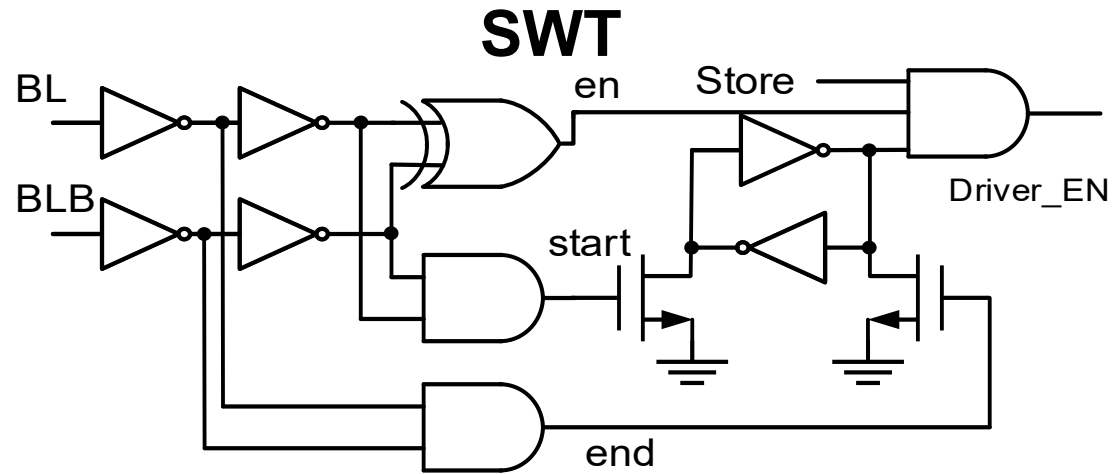 SWT
BL
en
Store
BLB
Driver_EN
start
end